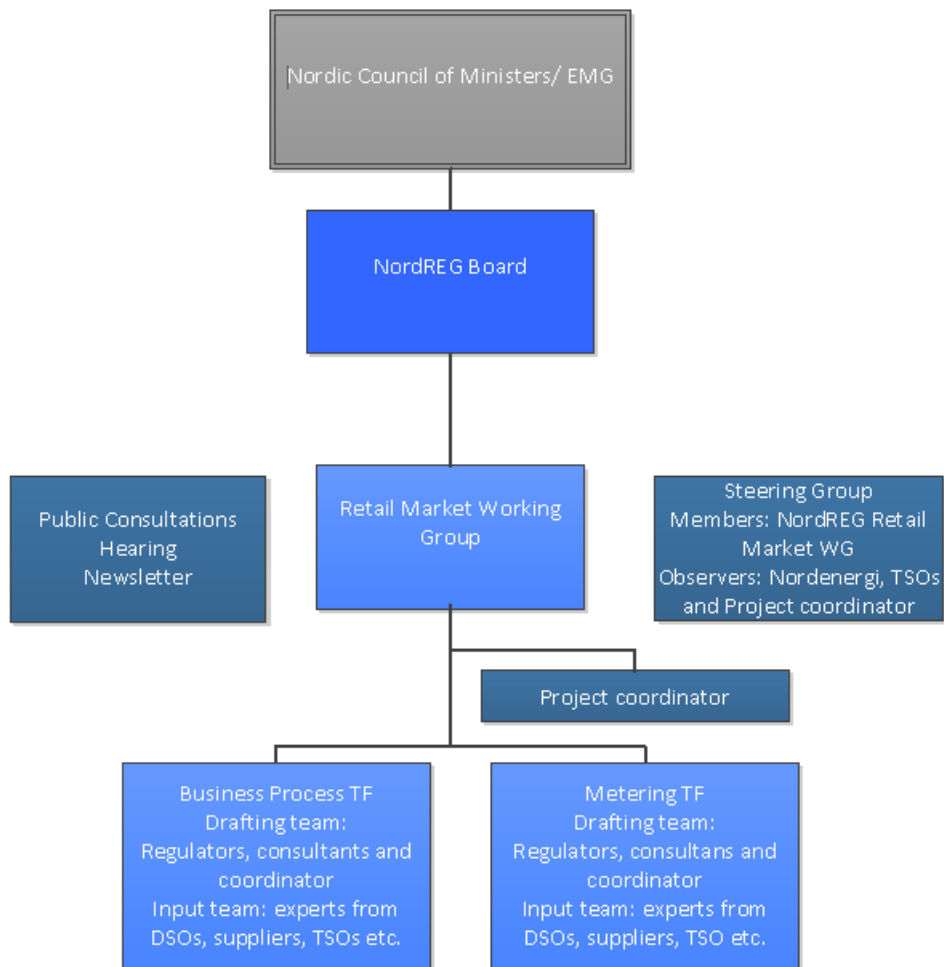 Nordic Council of Ministers/ EMG
NordREG Board
Retail Market Working
Group
Public Consultations
Hearing
Newsletter
Steering Group
Members: NordREG Retail
Market WG
Observers: Nordenergi, TSOs
and Project coordinator
Project coordinator
Business Process TF
Drafting team:
Regulators, consultants and
coordinator
Input team: experts from
DSOs, suppliers, TSOs etc.
Metering TF
Drafting team:
Regulators, consultans and
coordinator
Input team: experts from
DSOs, suppliers, TSO etc.